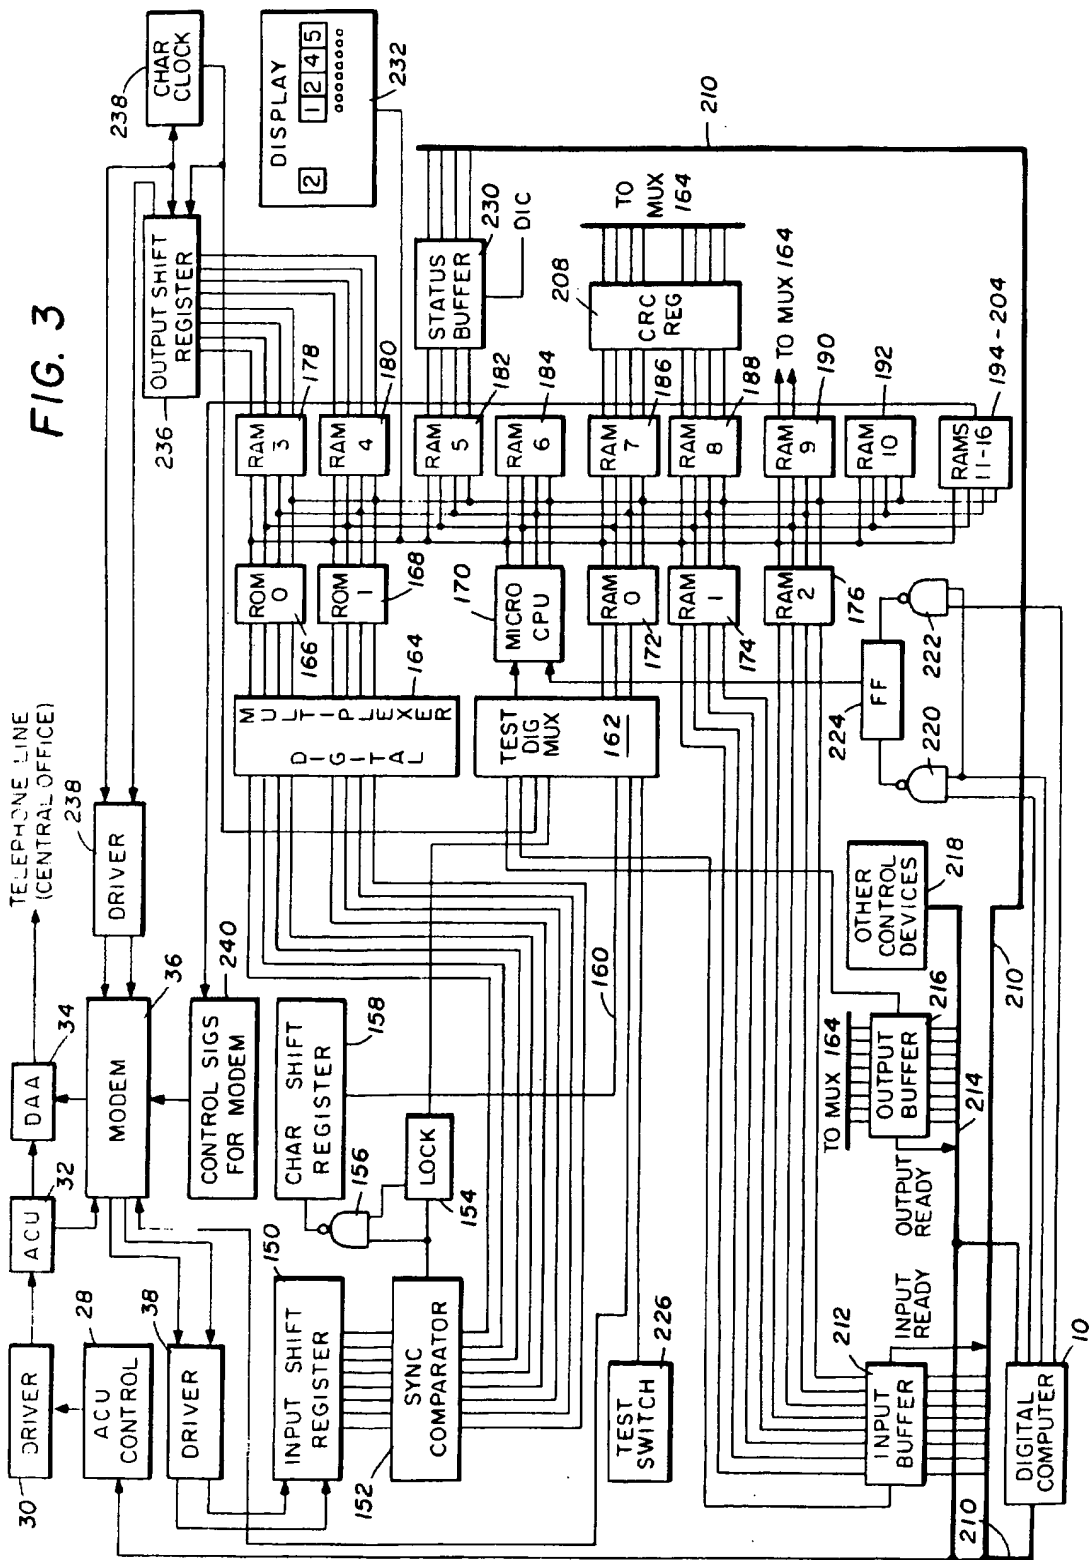 FIG. 3
30
DRIVER
ACU
32
DAA
34
TELEPHONE LINE
(CENTRAL OFFICE)
28
ACU
CONTROL
38
DRIVER
MODEM
36
CONTROL SIGS
FOR MODEM
240
238
DRIVER
236
OUTPUT SHIFT
REGISTER
238
CHAR
CLOCK
DISPLAY
2
1 2 4 5
232
150
INPUT SHIFT
REGISTER
152
SYNC
COMPARATOR
156
LOCK
154
CHAR SHIFT
REGISTER
158
160
DIGITAL
MULTIPLEXER
164
TEST
DIG
MUX
162
ROM
0
166
ROM
1
168
170
MICRO
CPU
RAM
0
172
RAM
1
174
RAM
2
176
RAM
3
178
RAM
4
180
RAM
5
182
RAM
6
184
RAM
7
186
RAM
8
188
RAM
9
190
RAM
10
192
RAMS
11-16
194-204
STATUS
BUFFER
230
DIC
208
CRC
REG
TO
MUX
164
TO MUX 164
210
TEST
SWITCH
226
212
INPUT
BUFFER
INPUT
READY
OUTPUT
READY
TO MUX 164
OUTPUT
BUFFER
216
214
OTHER
CONTROL
DEVICES
218
220
224
FF
222
210
210
DIGITAL
COMPUTER
10